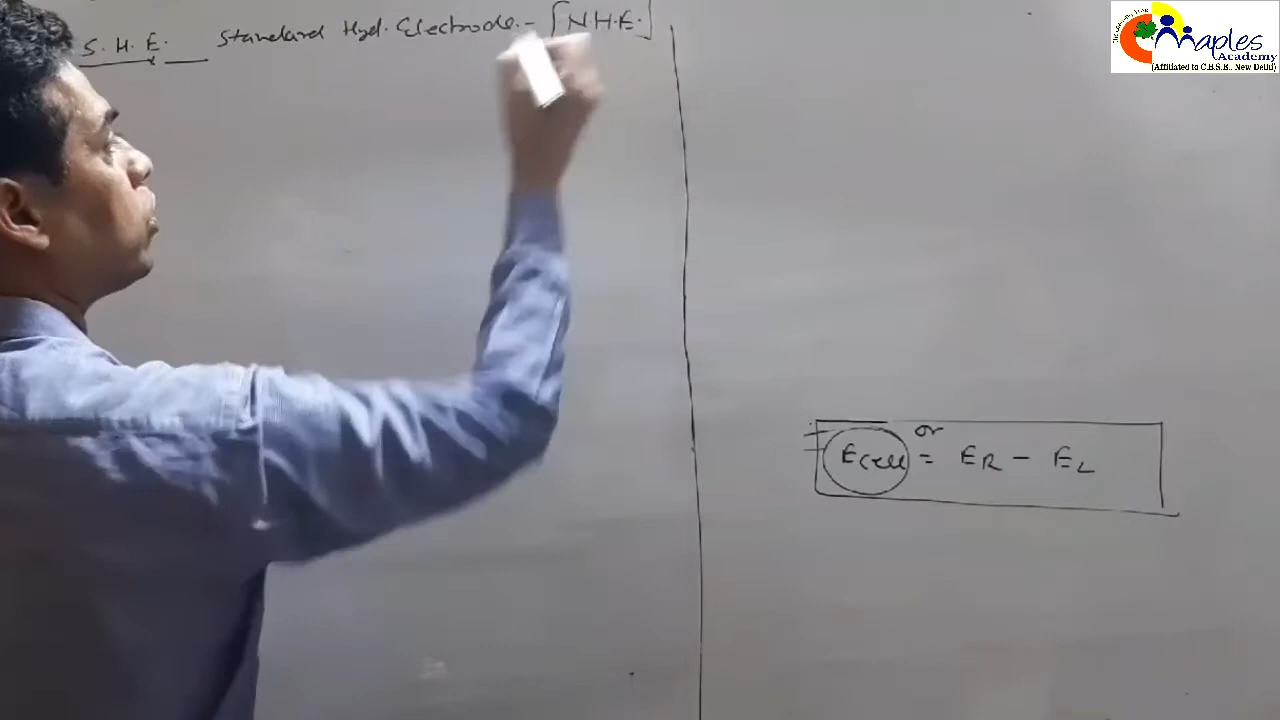 S.H.E. Standard Hyd. Electrode - [N.H.E.]
or
Ecell = ER - EL
Maples
Academy
(Affiliated to C.B.S.E., New Delhi)